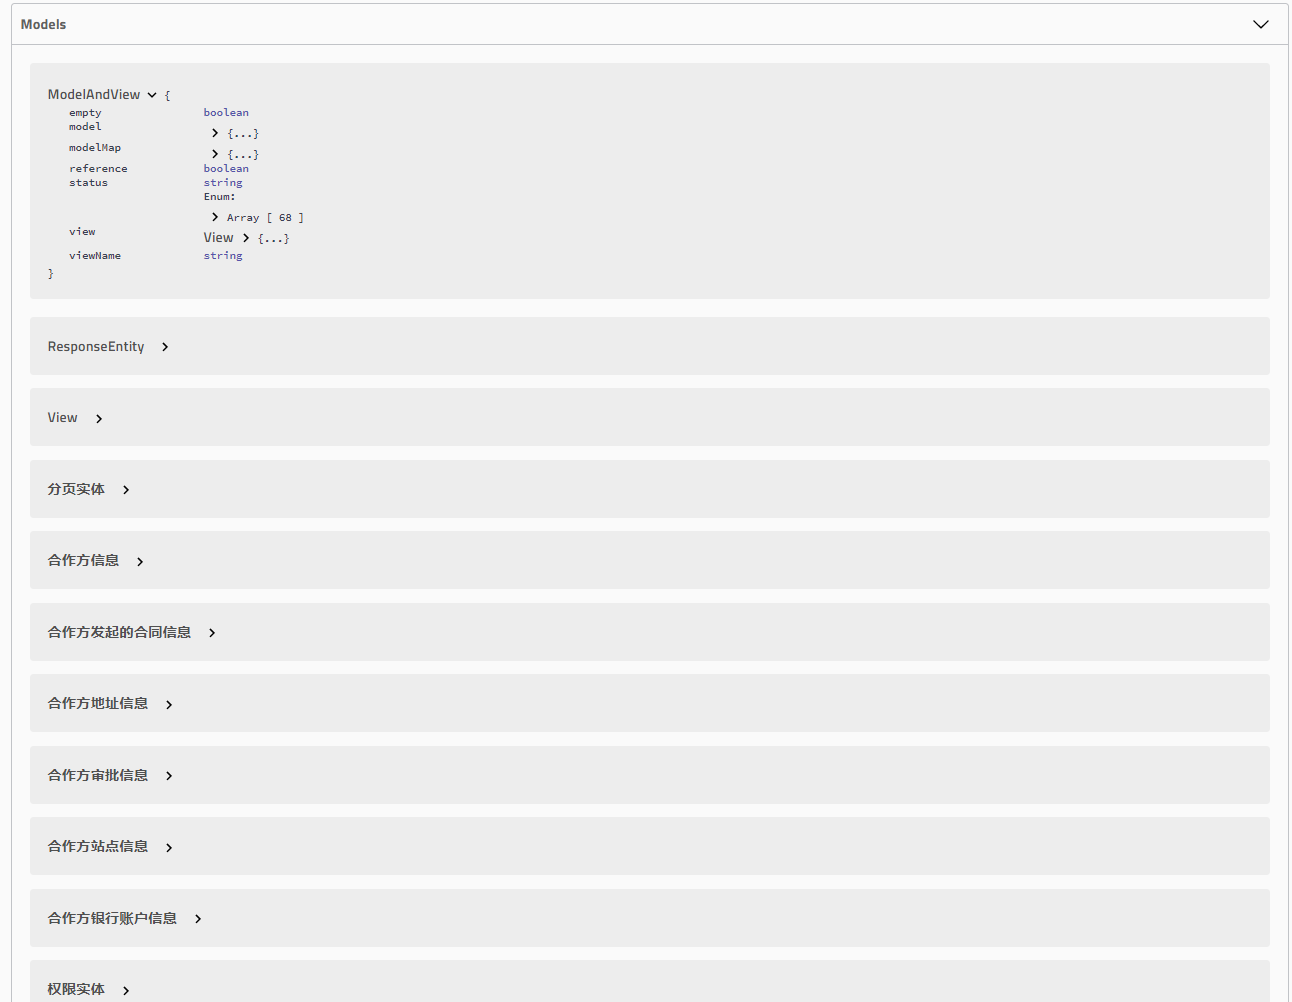 Models
ModelAndView {
empty boolean
model {...}
modelMap {...}
reference boolean
status string
Enum:
Array [ 68 ]
view View {...}
viewName string
}
ResponseEntity
View
分页实体
合作方信息
合作方发起的合同信息
合作方地址信息
合作方审批信息
合作方站点信息
合作方银行账户信息
权限实体